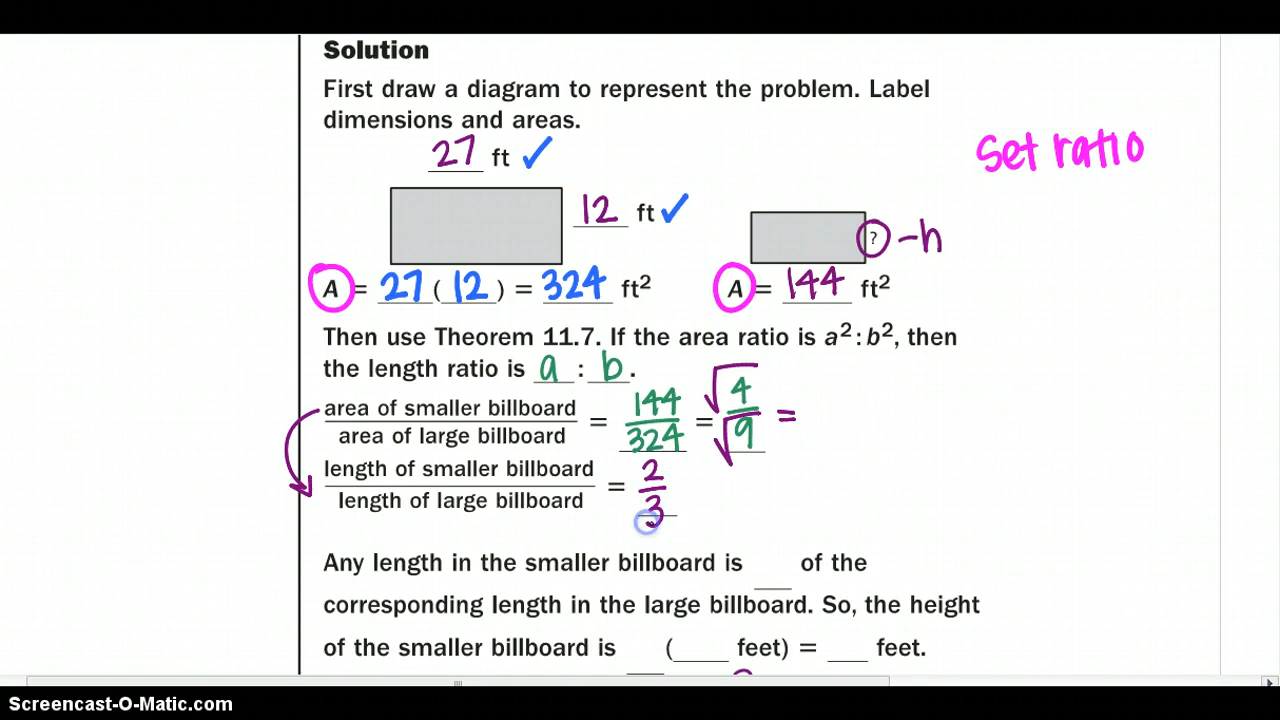 Solution
First draw a diagram to represent the problem. Label
dimensions and areas.
Set ratio
27 ft ✓
12 ft ✓
? -h
A = 27 ( 12 ) = 324 ft²
A = 144 ft²
Then use Theorem 11.7. If the area ratio is a²:b², then
the length ratio is a : b.
area of smaller billboard / area of large billboard = 144/324 = √4/√9 =
length of smaller billboard / length of large billboard = 2/3
Any length in the smaller billboard is ___ of the
corresponding length in the large billboard. So, the height
of the smaller billboard is ___ (____ feet) = ___ feet.
Screencast-O-Matic.com